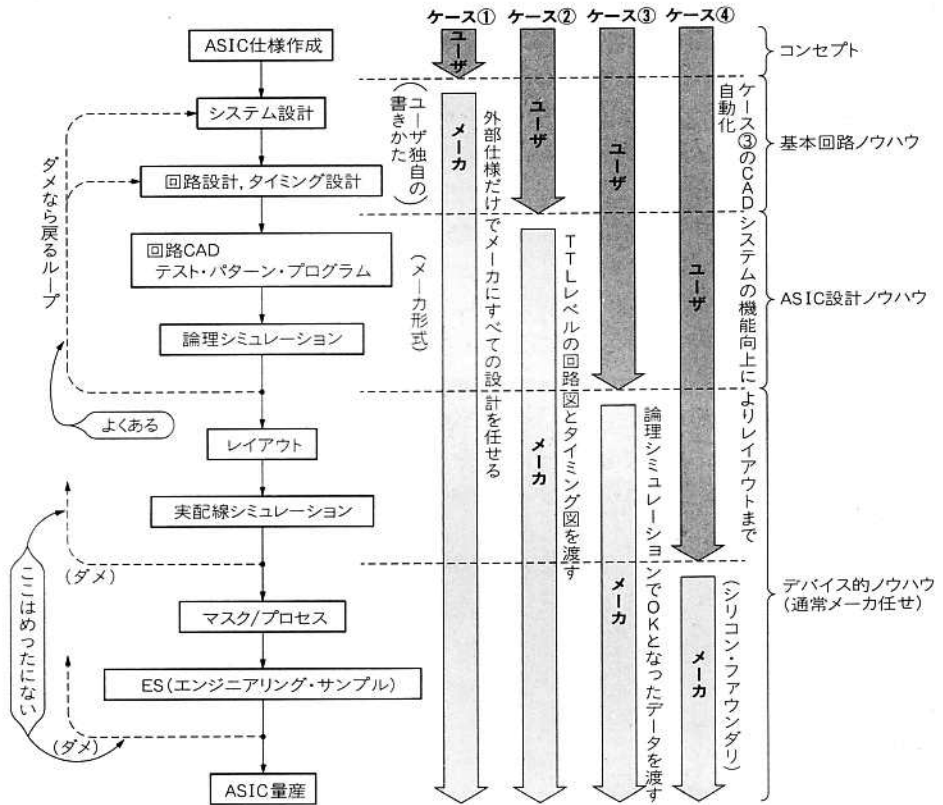 ケース① ケース② ケース③ ケース④
ASIC仕様作成
システム設計
回路設計,タイミング設計
回路CAD
テスト・パターン・プログラム
論理シミュレーション
レイアウト
実配線シミュレーション
マスク/プロセス
ES(エンジニアリング・サンプル)
ASIC量産
ダメなら戻るループ
よくある
(ダメ)
(ダメ)
ここはめったにない
(ユーザ独自の
書きかた)
(メーカ形式)
ユーザ
メーカ
外部仕様だけでメーカにすべての設計を任せる
ユーザ
メーカ
TTLレベルの回路図とタイミング図を渡す
ユーザ
メーカ
論理シミュレーションでOKとなったデータを渡す
ユーザ
メーカ
ケース③のCADシステムの機能向上によりレイアウトまで
自動化
(シリコン・ファウンダリ)
コンセプト
基本回路ノウハウ
ASIC設計ノウハウ
デバイス的ノウハウ
(通常メーカ任せ)